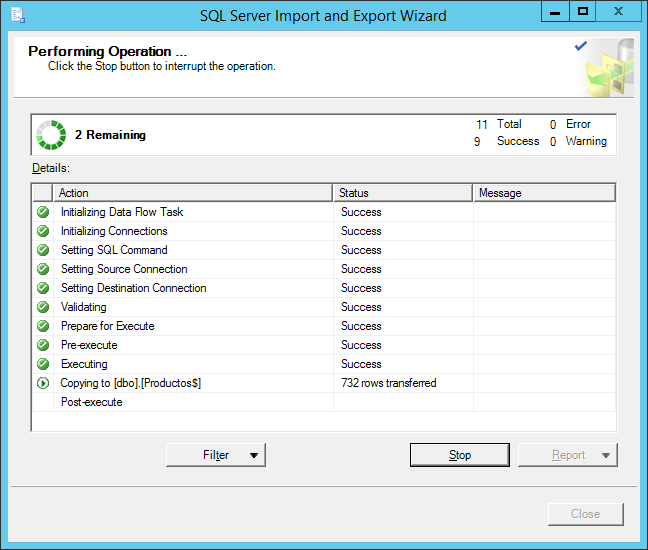 SQL Server Import and Export Wizard
Performing Operation ...
Click the Stop button to interrupt the operation.
2 Remaining
11 Total 0 Error
9 Success 0 Warning
Details:
Action Status Message
Initializing Data Flow Task Success
Initializing Connections Success
Setting SQL Command Success
Setting Source Connection Success
Setting Destination Connection Success
Validating Success
Prepare for Execute Success
Pre-execute Success
Executing Success
Copying to [dbo].[Productos$] 732 rows transferred
Post-execute
Filter Stop Report
Close